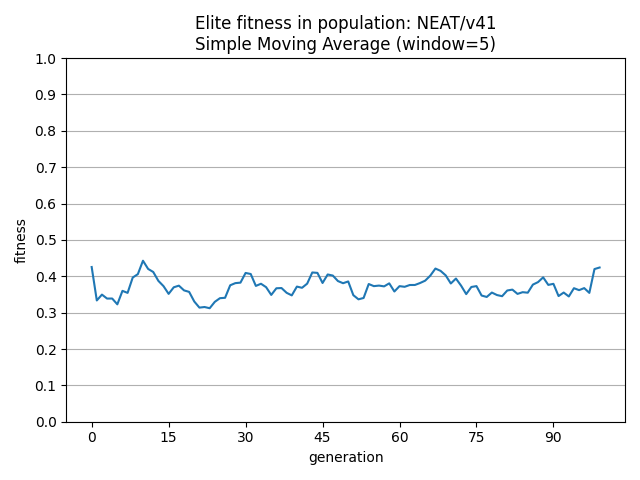 Elite fitness in population: NEAT/v41
Simple Moving Average (window=5)
1.0
0.9
0.8
0.7
0.6
0.5
0.4
0.3
0.2
0.1
0.0
fitness
0 15 30 45 60 75 90
generation